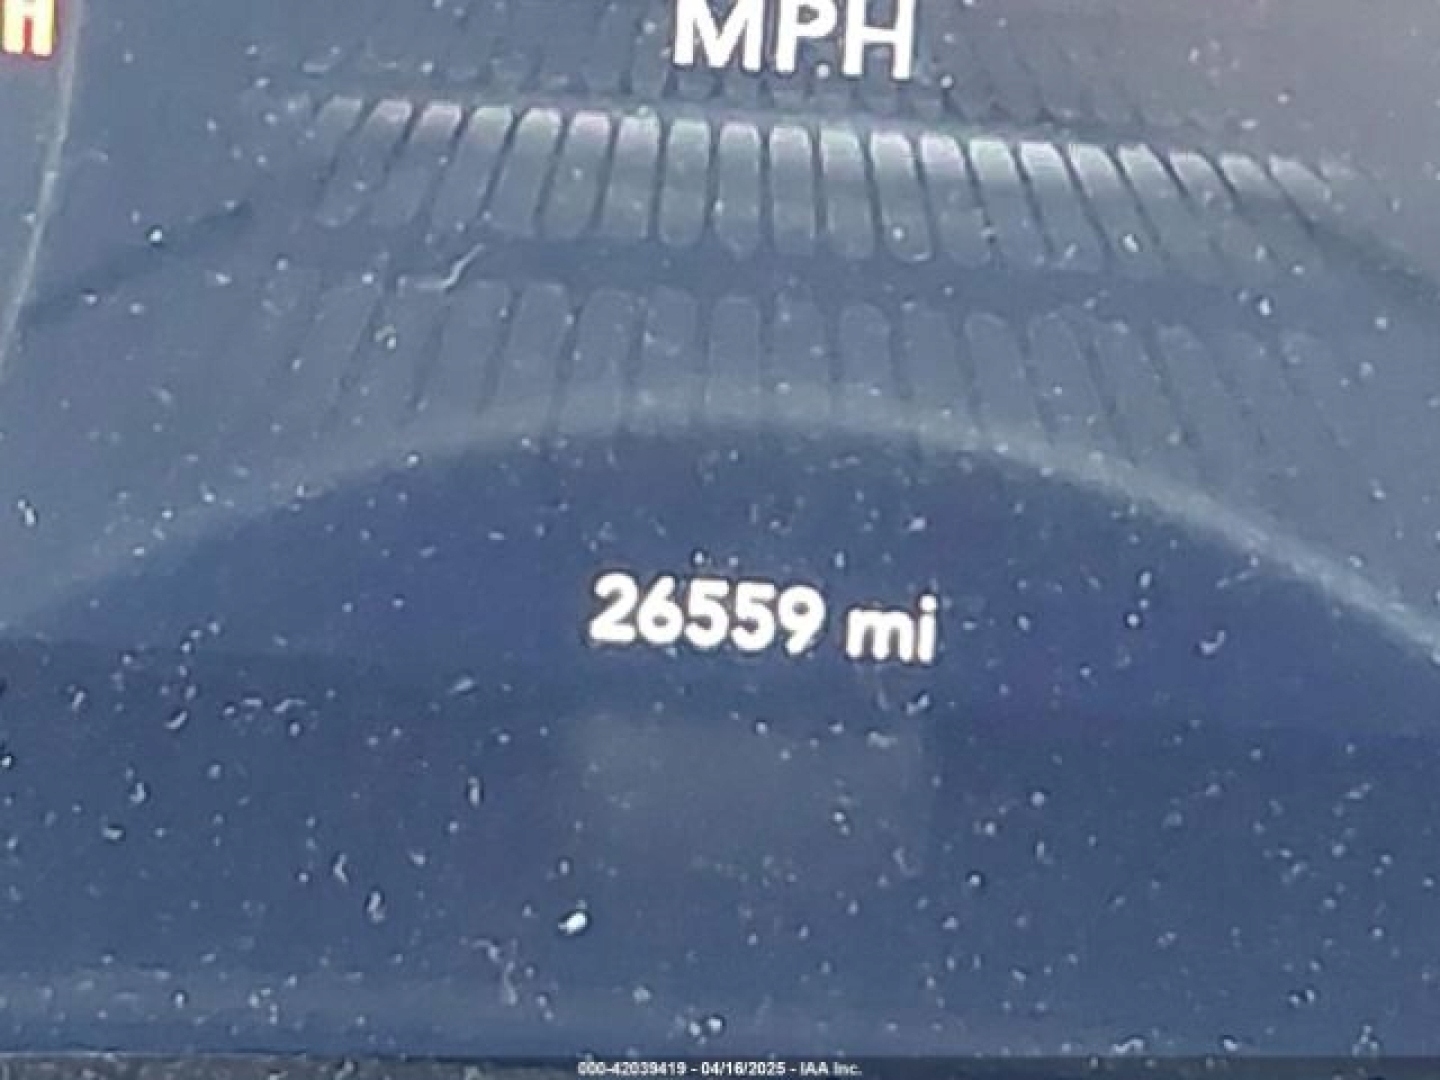 H
MPH
26559 mi
000-42039419 - 04/16/2025 - IAA Inc.